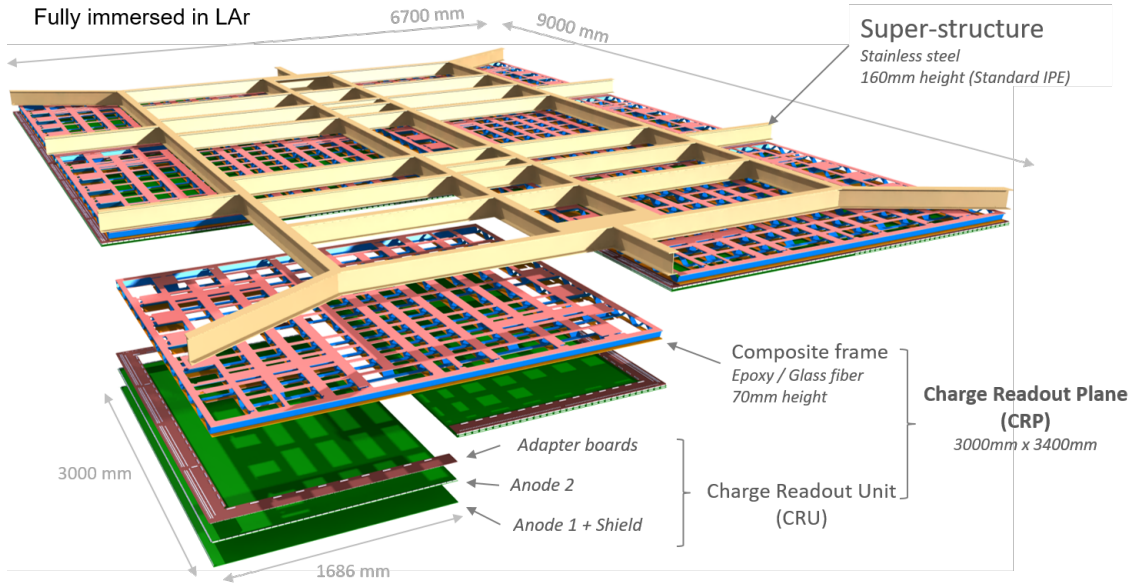 Fully immersed in LAr
6700 mm
9000 mm
Super-structure
Stainless steel
160mm height (Standard IPE)
Composite frame
Epoxy / Glass fiber
70mm height
Charge Readout Plane
(CRP)
3000mm x 3400mm
Adapter boards
Anode 2
Anode 1 + Shield
Charge Readout Unit
(CRU)
3000 mm
1686 mm